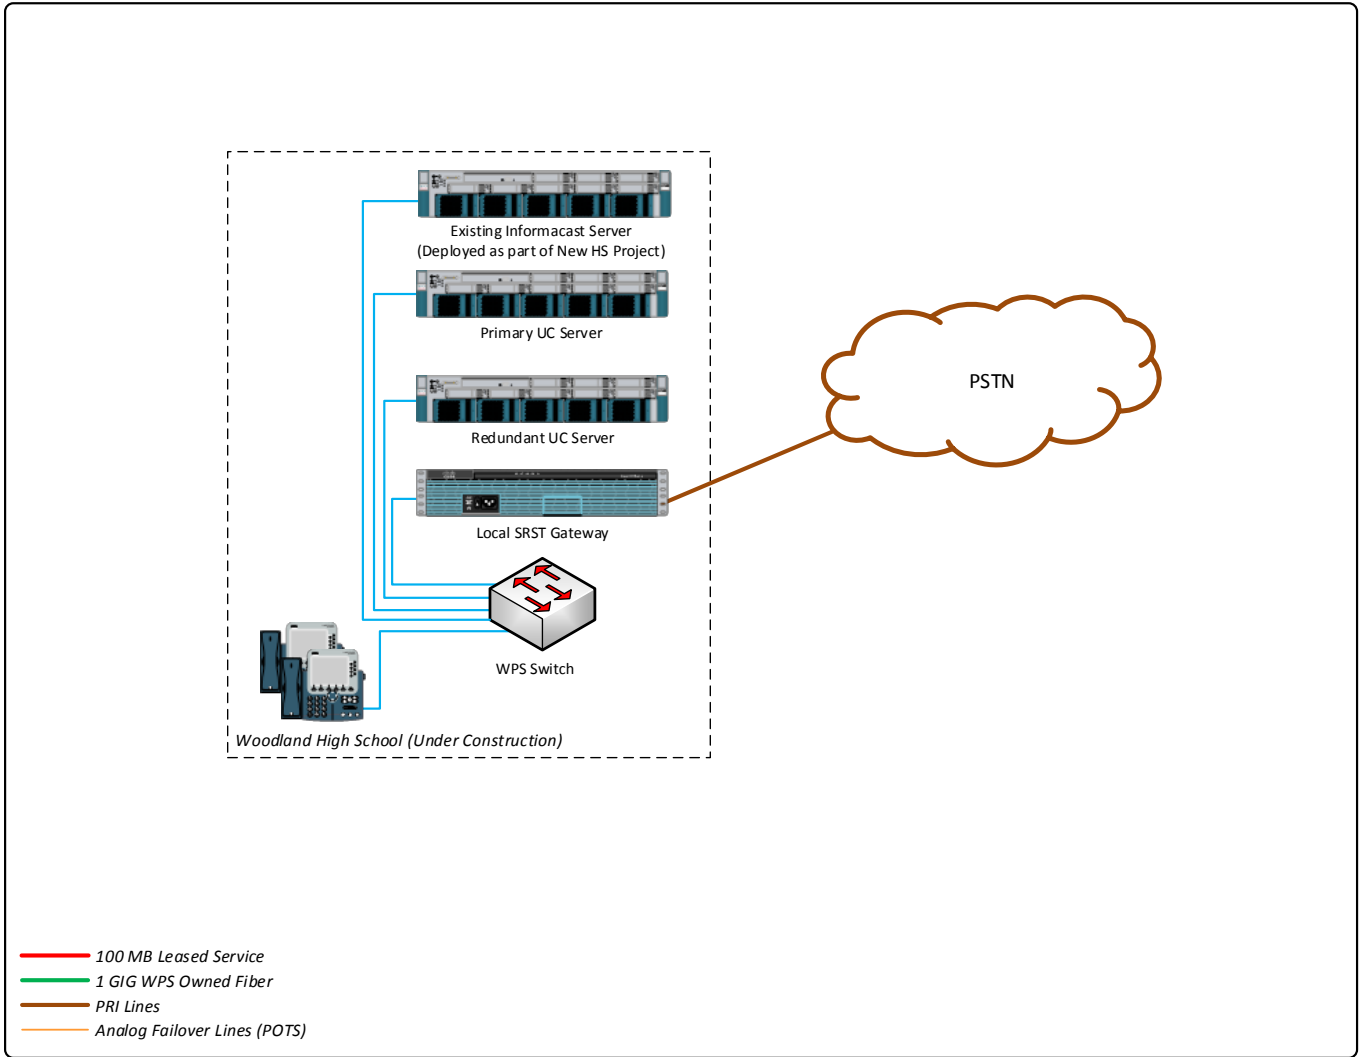 Existing Informacast Server
(Deployed as part of New HS Project)
Primary UC Server
PSTN
Redundant UC Server
Local SRST Gateway
WPS Switch
Woodland High School (Under Construction)
100 MB Leased Service
1 GIG WPS Owned Fiber
PRI Lines
Analog Failover Lines (POTS)